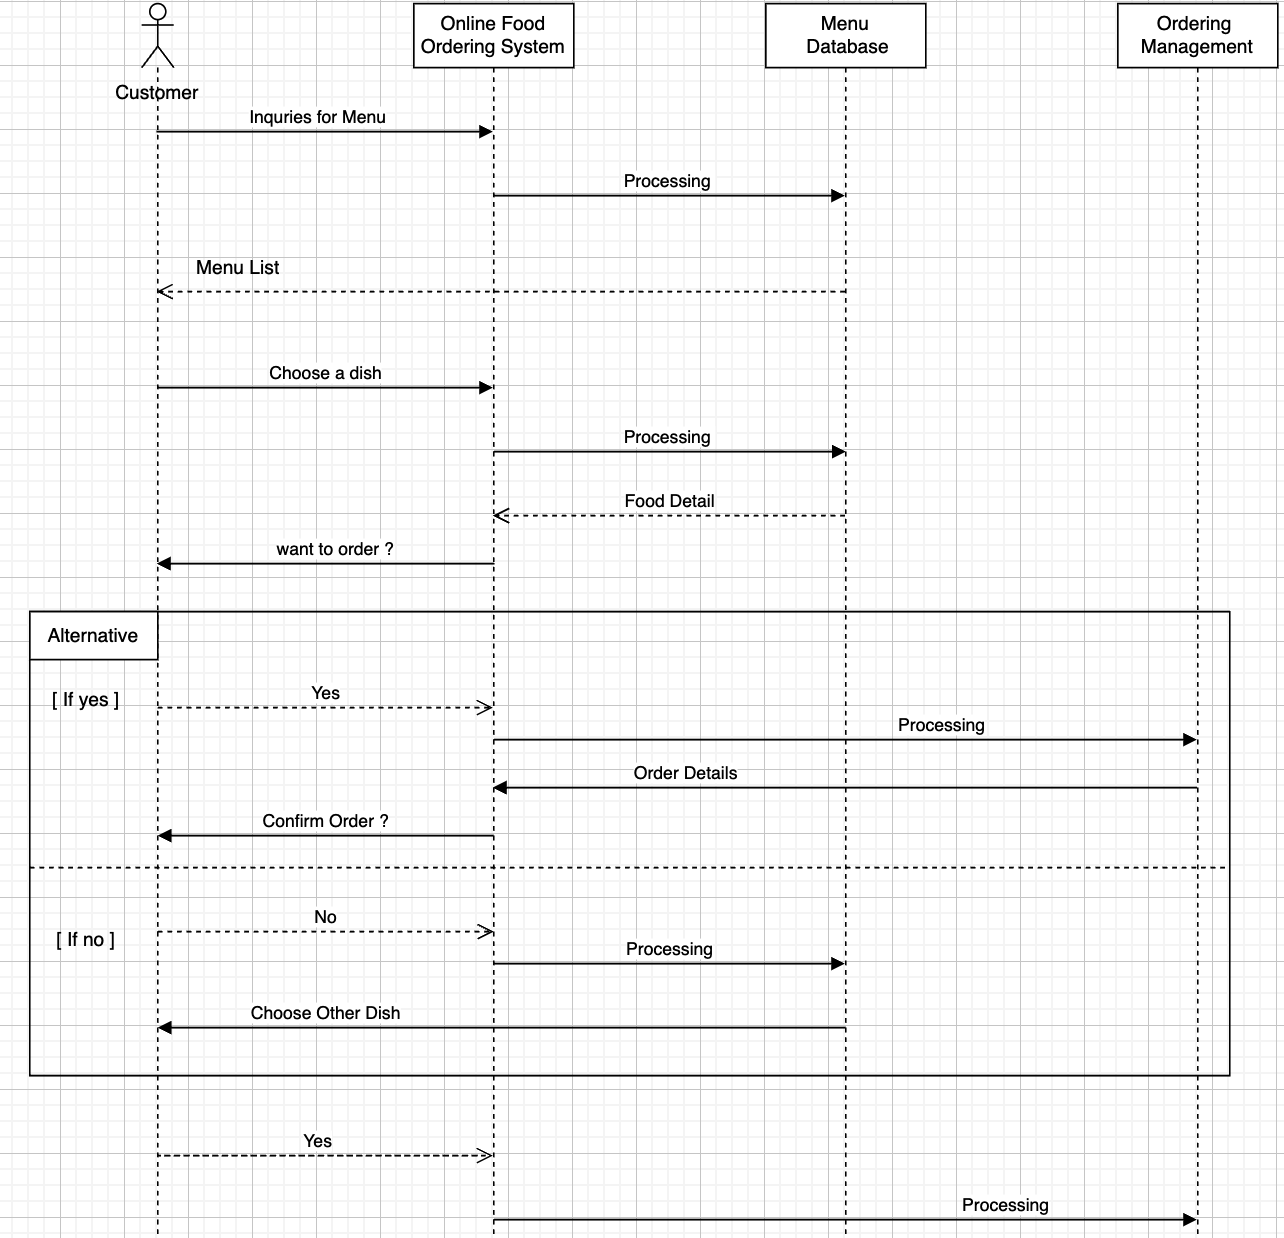 Online Food
Ordering System
Menu
Database
Ordering
Management
Customer
Inquries for Menu
Processing
Menu List
Choose a dish
Processing
Food Detail
want to order ?
Alternative
[ If yes ]
Yes
Processing
Order Details
Confirm Order ?
No
[ If no ]
Processing
Choose Other Dish
Yes
Processing